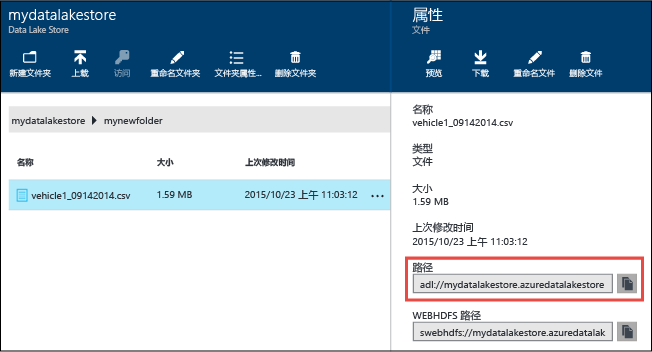 mydatalakestore
Data Lake Store
新建文件夹 上载 访问 重命名文件夹 文件夹属性... 删除文件夹
mydatalakestore mynewfolder
名称 大小 上次修改时间
vehicle1_09142014.csv 1.59 MB 2015/10/23 上午 11:03:12 ...
属性
文件
预览 下载 重命名文件 删除文件
名称
vehicle1_09142014.csv
类型
文件
大小
1.59 MB
上次修改时间
2015/10/23 上午 11:03:12
路径
adl://mydatalakestore.azuredatalakestore
WEBHDFS 路径
swebhdfs://mydatalakestore.azuredatalak